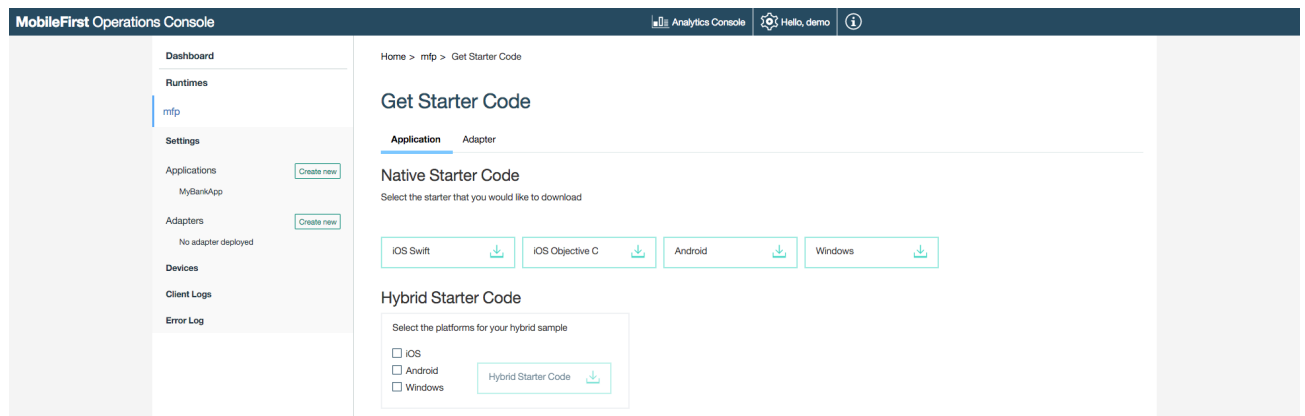 MobileFirst Operations Console
Analytics Console
Hello, demo
Dashboard
Runtimes
mfp
Settings
Applications
Create new
MyBankApp
Adapters
Create new
No adapter deployed
Devices
Client Logs
Error Log
Home > mfp > Get Starter Code
Get Starter Code
Application Adapter
Native Starter Code
Select the starter that you would like to download
iOS Swift
iOS Objective C
Android
Windows
Hybrid Starter Code
Select the platforms for your hybrid sample
iOS
Android
Windows
Hybrid Starter Code